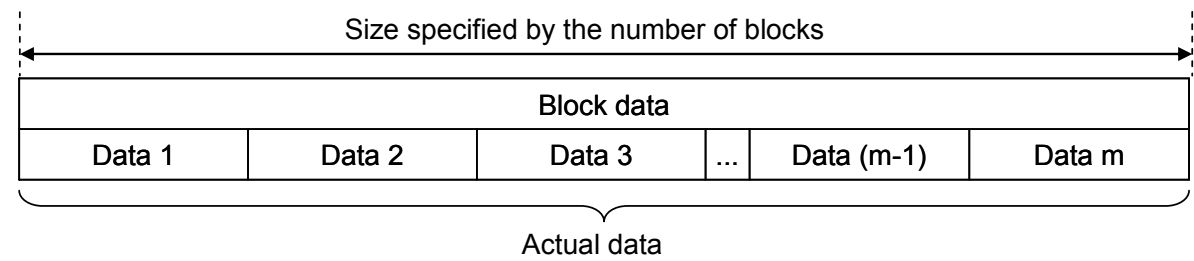 Size specified by the number of blocks
Block data
Data 1 Data 2 Data 3 ... Data (m-1) Data m
Actual data